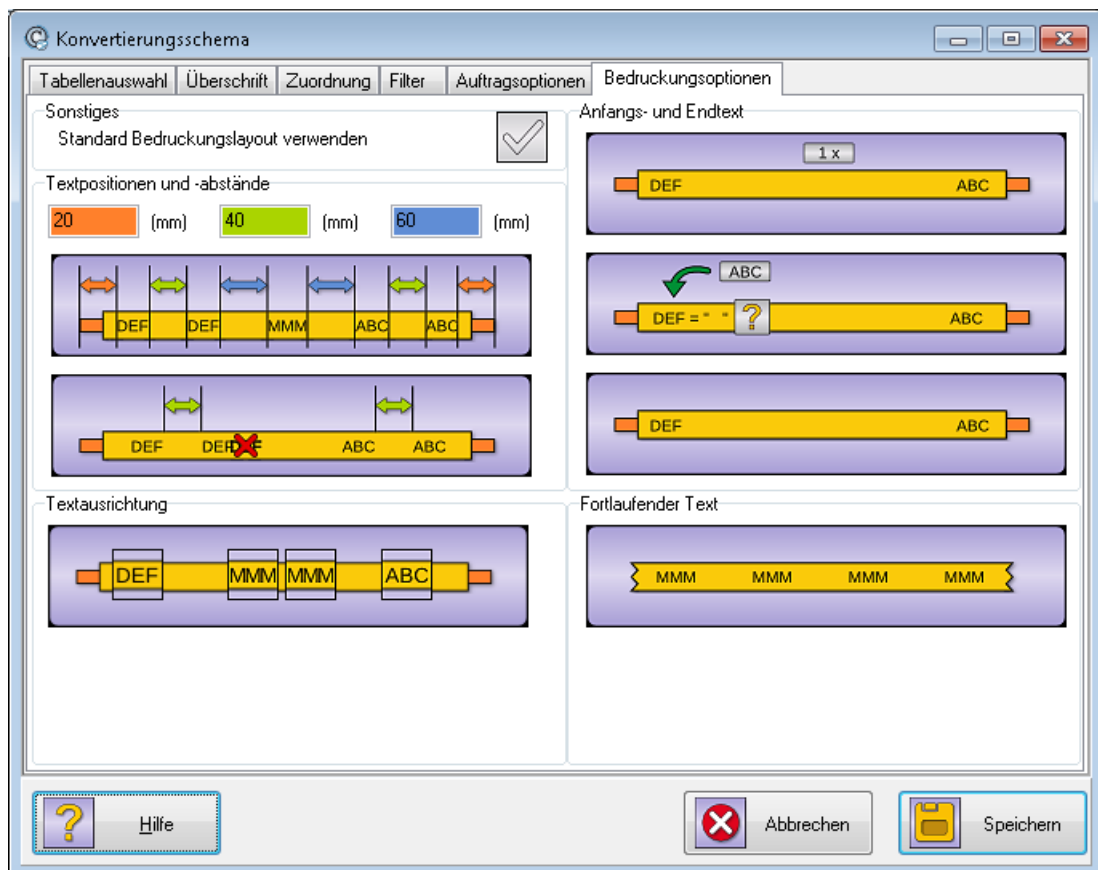 Konvertierungsschema
Tabellenauswahl Überschrift Zuordnung Filter Auftragsoptionen Bedruckungsoptionen
Sonstiges
Standard Bedruckungslayout verwenden
Textpositionen und -abstände
20 (mm) 40 (mm) 60 (mm)
DEF DEF MMM ABC ABC
DEF DEF DEF ABC ABC
Textausrichtung
DEF MMM MMM ABC
Anfangs- und Endtext
1 x
DEF ABC
ABC
DEF = " " ? ABC
DEF ABC
Fortlaufender Text
MMM MMM MMM MMM
? Hilfe Abbrechen Speichern